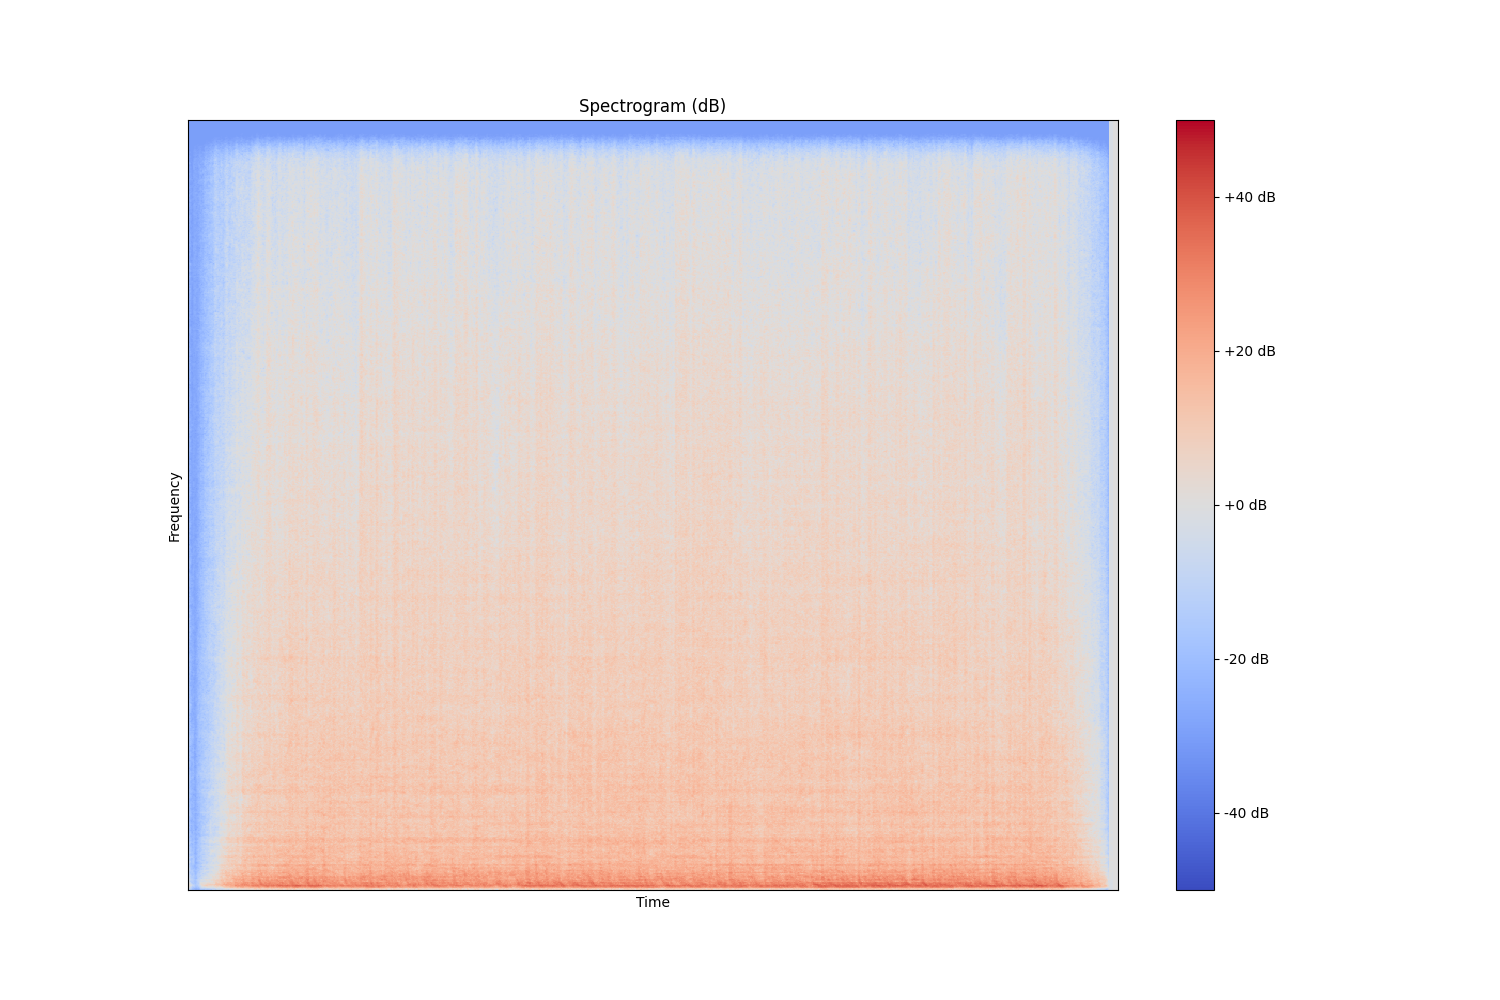 Spectrogram (dB)
Frequency
Time
+40 dB
+20 dB
+0 dB
-20 dB
-40 dB